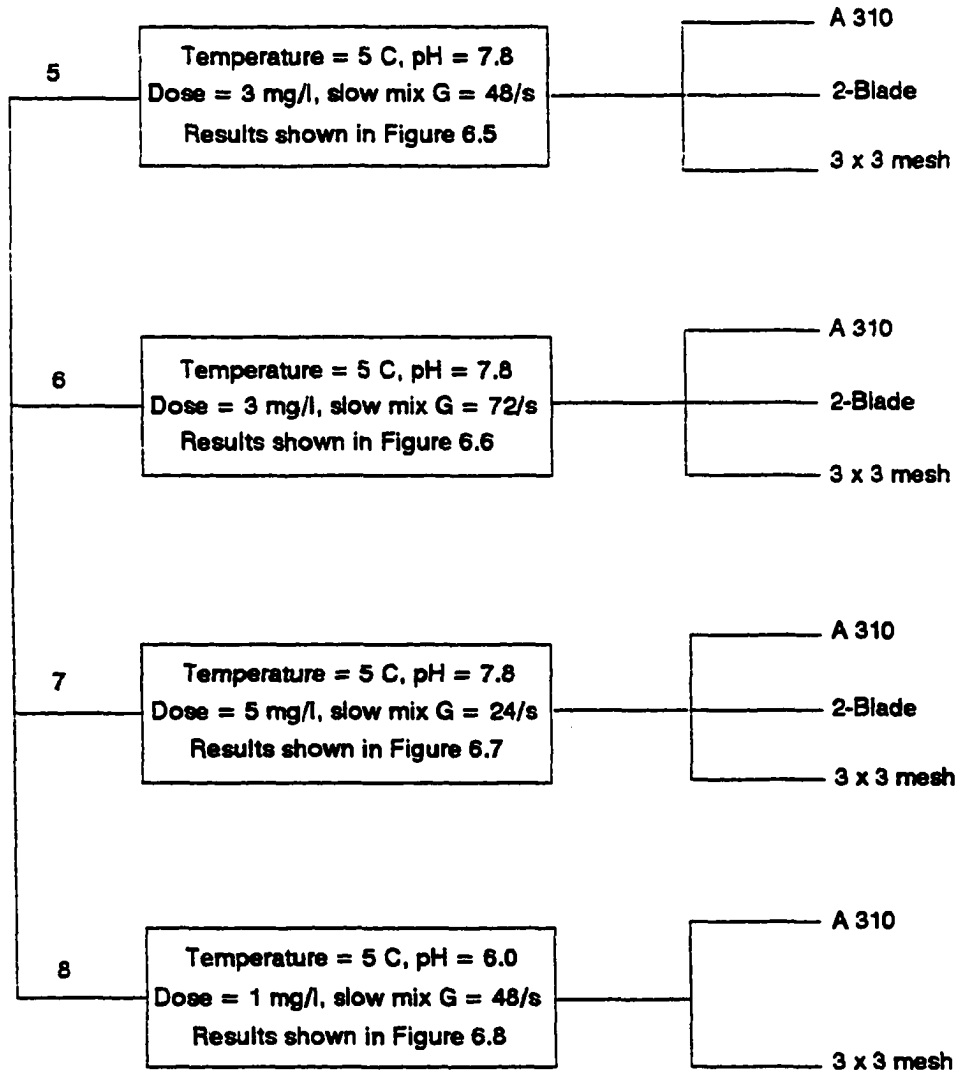 5
Temperature = 5 C, pH = 7.8
Dose = 3 mg/l, slow mix G = 48/s
Results shown in Figure 6.5
A 310
2-Blade
3 x 3 mesh
6
Temperature = 5 C, pH = 7.8
Dose = 3 mg/l, slow mix G = 72/s
Results shown in Figure 6.6
A 310
2-Blade
3 x 3 mesh
7
Temperature = 5 C, pH = 7.8
Dose = 5 mg/l, slow mix G = 24/s
Results shown in Figure 6.7
A 310
2-Blade
3 x 3 mesh
8
Temperature = 5 C, pH = 6.0
Dose = 1 mg/l, slow mix G = 48/s
Results shown in Figure 6.8
A 310
3 x 3 mesh